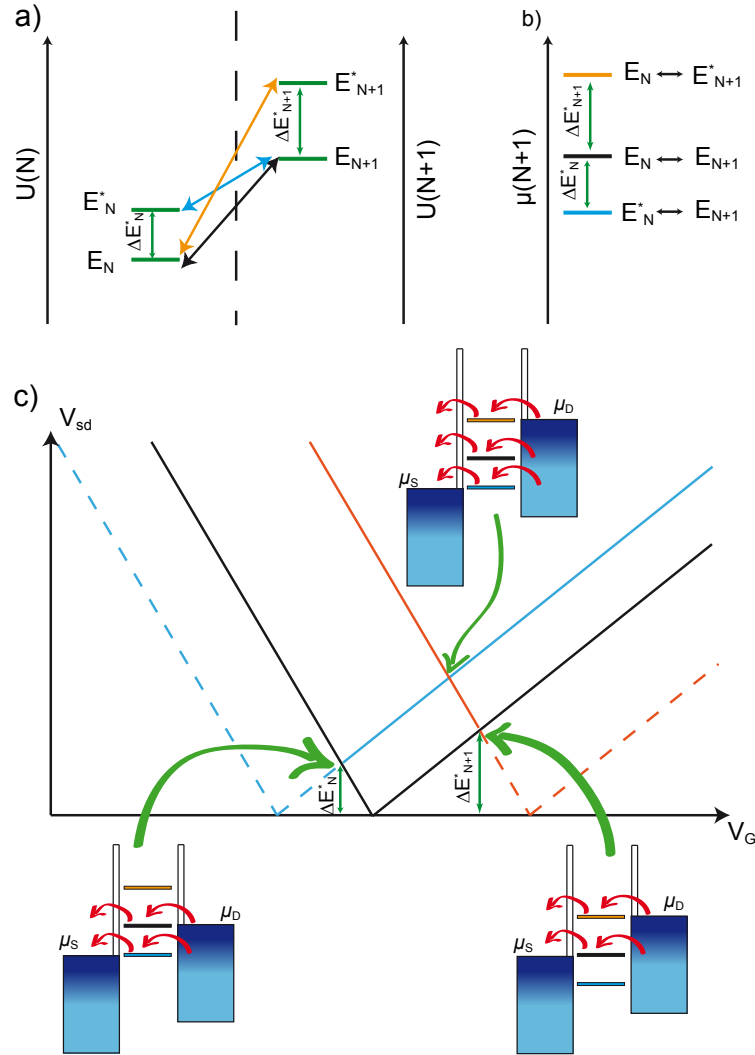 a)
U(N)
E*N
ΔE*N
EN
E*N+1
ΔE*N+1
EN+1
U(N+1)
b)
μ(N+1)
EN ↔ E*N+1
ΔE*N+1
EN ↔ EN+1
ΔE*N
E*N ↔ EN+1
c)
Vsd
μD
μS
ΔE*N
ΔE*N+1
VG
μS
μD
μS
μD